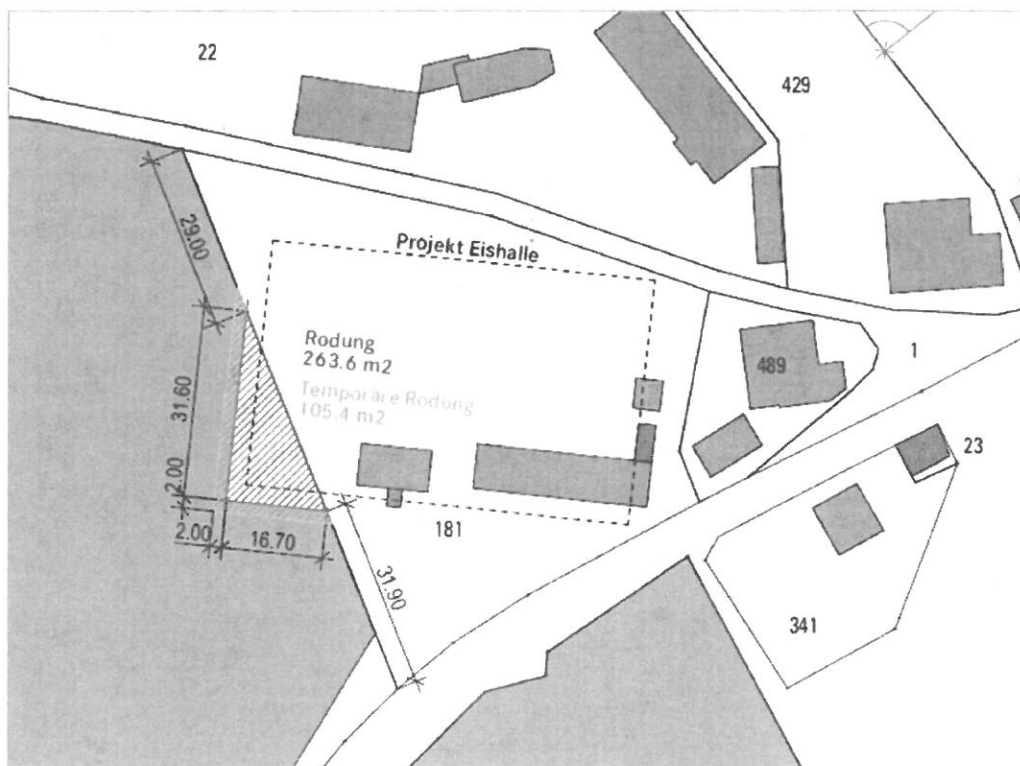 22
429
29.00
Projekt Eishalle
Rodung
263.6 m2
Temporäre Rodung
105.4 m2
489
1
31.60
2.00
2.00
16.70
181
31.90
23
341